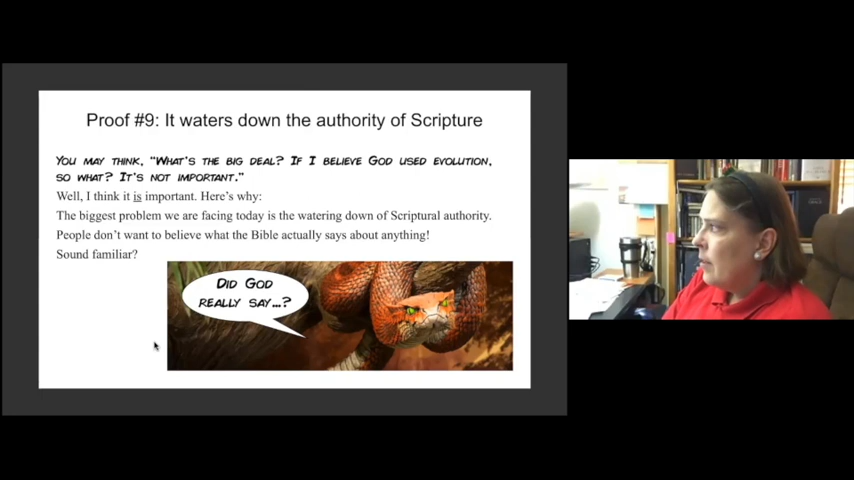 Proof #9: It waters down the authority of Scripture
YOU MAY THINK, "WHAT'S THE BIG DEAL? IF I BELIEVE GOD USED EVOLUTION,
SO WHAT? IT'S NOT IMPORTANT."
Well, I think it is important. Here's why:
The biggest problem we are facing today is the watering down of Scriptural authority.
People don't want to believe what the Bible actually says about anything!
Sound familiar?
DID GOD
REALLY SAY...?